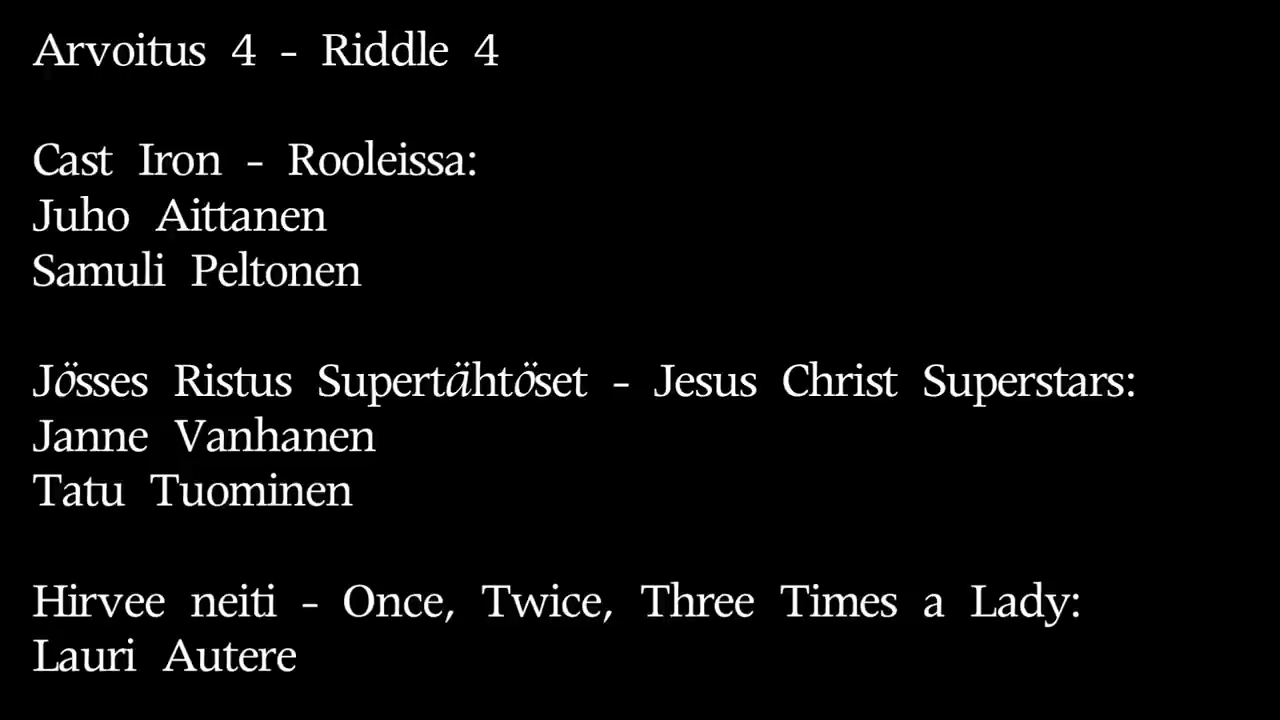 Arvoitus 4 - Riddle 4
Cast Iron - Rooleissa:
Juho Aittanen
Samuli Peltonen
Jösses Ristus Supertähtöset - Jesus Christ Superstars:
Janne Vanhanen
Tatu Tuominen
Hirvee neiti - Once, Twice, Three Times a Lady:
Lauri Autere